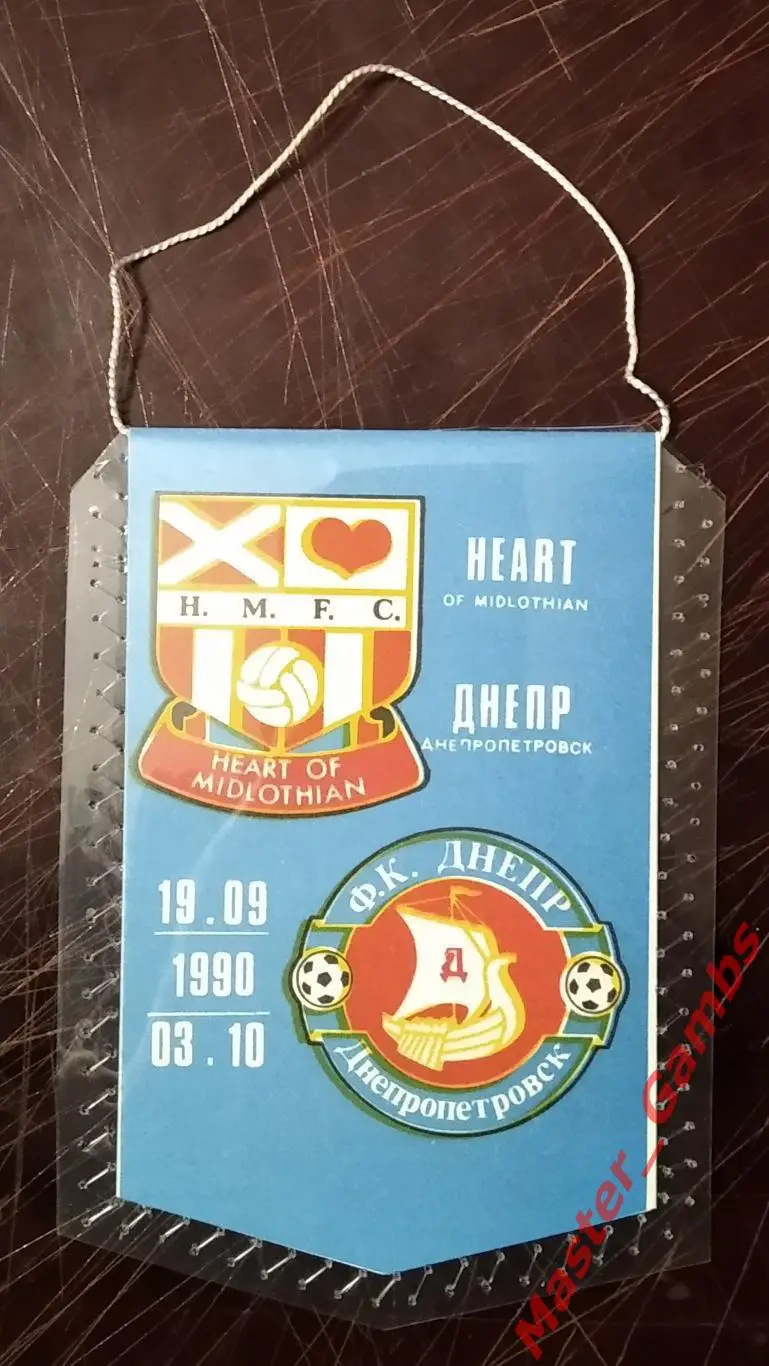 H. M. F. C.
HEART OF
MIDLOTHIAN
HEART
OF MIDLOTHIAN
ДНЕПР
ДНЕПРОПЕТРОВСК
19.09
1990
03.10
Ф.К. ДНЕПР
Д
Днепропетровск
Master_Gambs